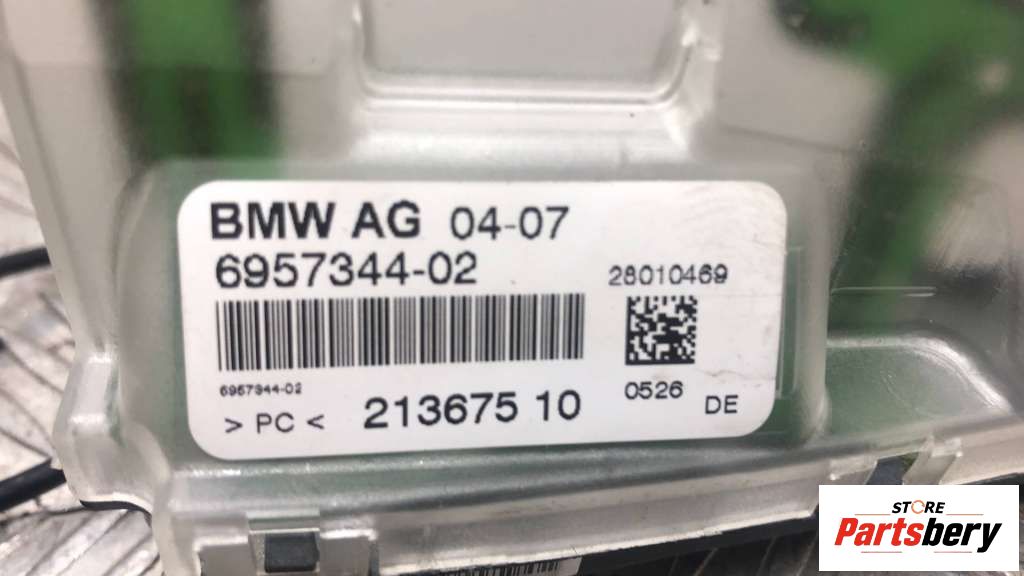 BMW AG 04-07
6957344-02
28010469
6957344-02
0526
> PC <
213675 10
DE
STORE
Partsbery